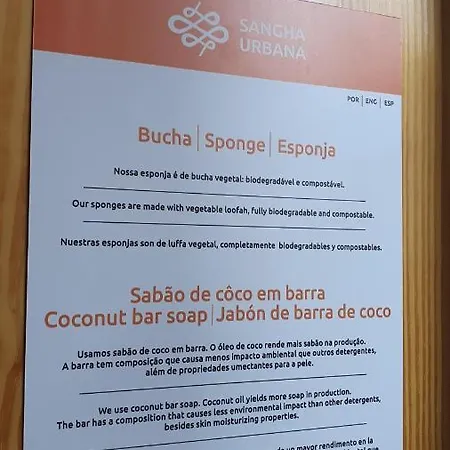 SANGHA
URBANA
POR | ENG | ESP
Bucha | Sponge | Esponja
Nossa esponja é de bucha vegetal: biodegradável e compostável.
Our sponges are made with vegetable loofah, fully biodegradable and compostable.
Nuestras esponjas son de luffa vegetal, completamente biodegradables y compostables.
Sabão de côco em barra
Coconut bar soap | Jabón de barra de coco
Usamos sabão de coco em barra. O óleo de coco rende mais sabão na produção.
A barra tem composição que causa menos impacto ambiental que outros detergentes,
além de propriedades umectantes para a pele.
We use coconut bar soap. Coconut oil yields more soap in production.
The bar has a composition that causes less environmental impact than other detergents,
besides skin moisturizing properties.
un mayor rendimiento en la